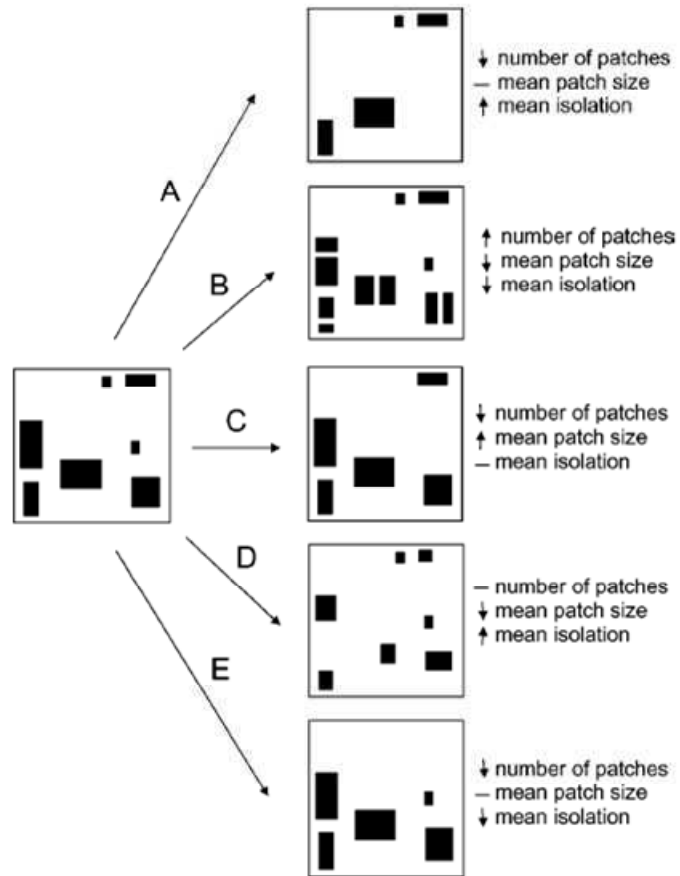 ↓ number of patches
— mean patch size
↑ mean isolation
A
↑ number of patches
↓ mean patch size
↓ mean isolation
B
↓ number of patches
↑ mean patch size
— mean isolation
C
— number of patches
↓ mean patch size
↑ mean isolation
D
↓ number of patches
— mean patch size
↓ mean isolation
E